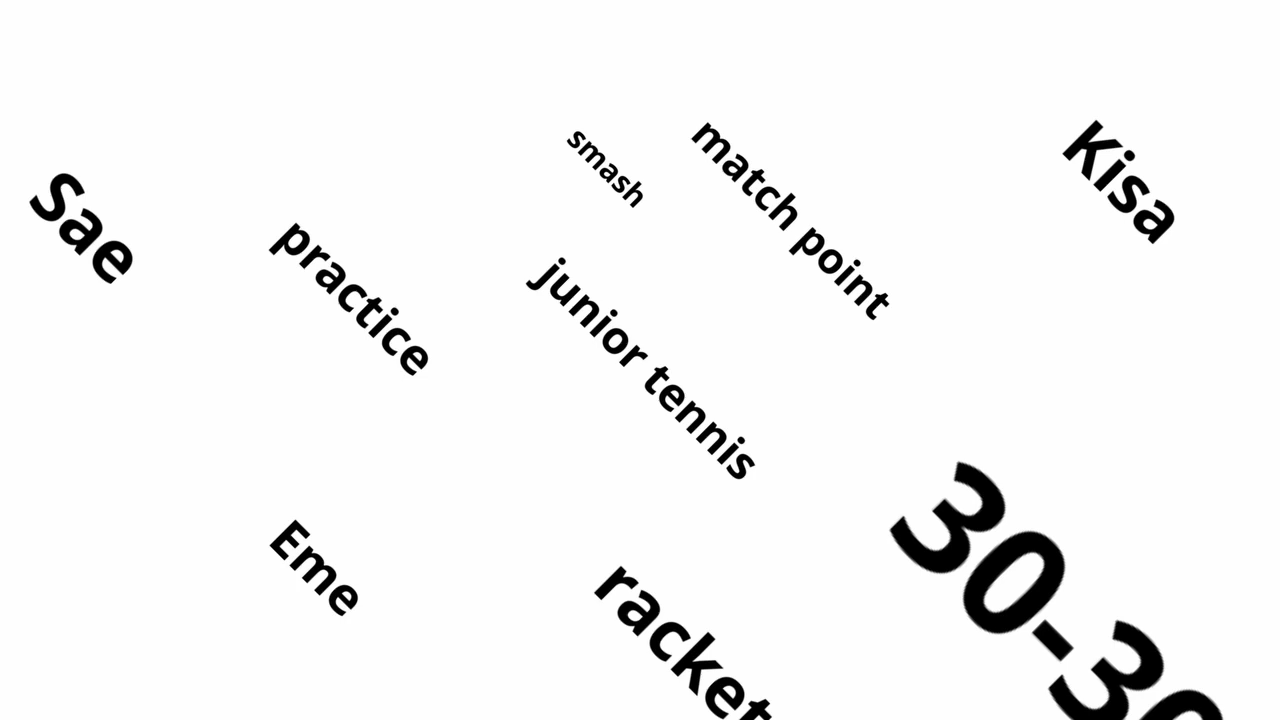 smash
match point
Kisa
Sae
practice
junior tennis
30-30
Eme
racket